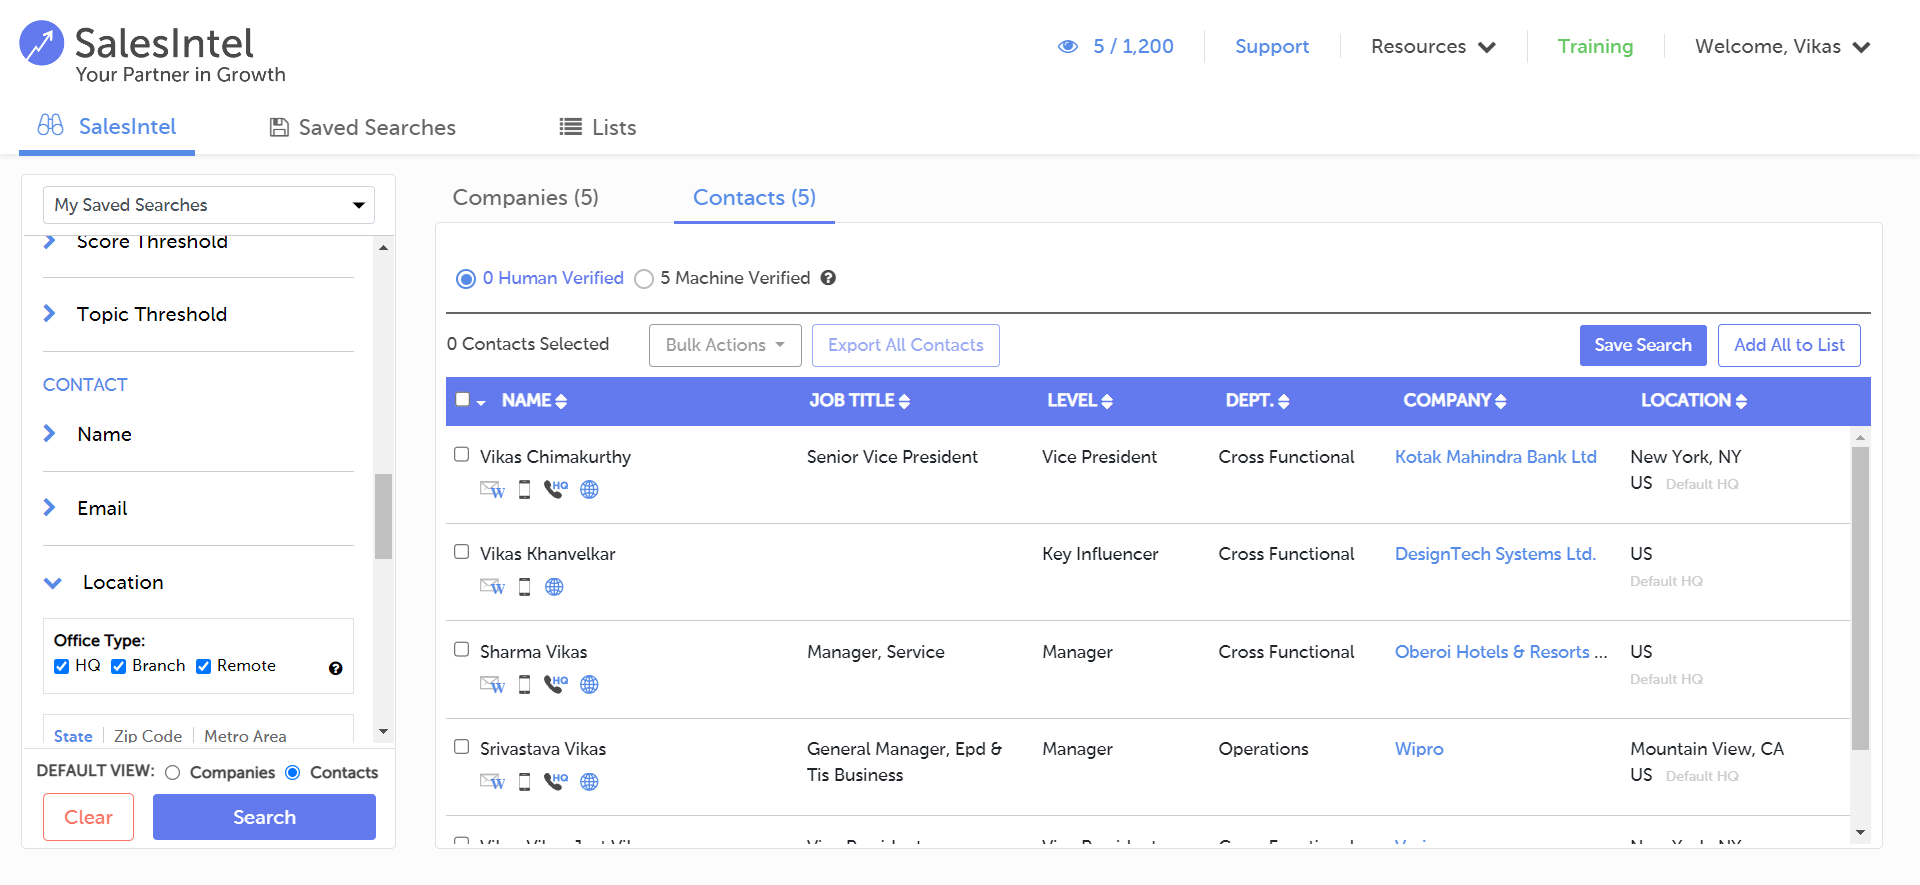 SalesIntel
Your Partner in Growth
5 / 1,200
Support
Resources
Training
Welcome, Vikas
SalesIntel
Saved Searches
Lists
My Saved Searches
Score Threshold
Topic Threshold
CONTACT
Name
Email
Location
Office Type:
HQ Branch Remote
State Zip Code Metro Area
DEFAULT VIEW: Companies Contacts
Clear Search
Companies (5) Contacts (5)
0 Human Verified 5 Machine Verified
0 Contacts Selected Bulk Actions Export All Contacts Save Search Add All to List
NAME JOB TITLE LEVEL DEPT. COMPANY LOCATION
Vikas Chimakurthy Senior Vice President Vice President Cross Functional Kotak Mahindra Bank Ltd New York, NY
W HQ US Default HQ
Vikas Khanvelkar Key Influencer Cross Functional DesignTech Systems Ltd. US
W Default HQ
Sharma Vikas Manager, Service Manager Cross Functional Oberoi Hotels & Resorts ... US
W HQ Default HQ
Srivastava Vikas General Manager, Epd & Manager Operations Wipro Mountain View, CA
W HQ Tis Business US Default HQ